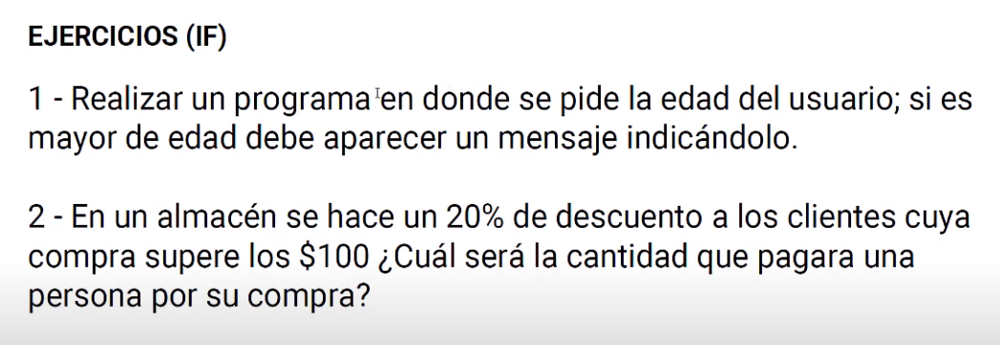 EJERCICIOS (IF)
1 - Realizar un programa en donde se pide la edad del usuario; si es
mayor de edad debe aparecer un mensaje indicándolo.
2 - En un almacén se hace un 20% de descuento a los clientes cuya
compra supere los $100 ¿Cuál será la cantidad que pagara una
persona por su compra?